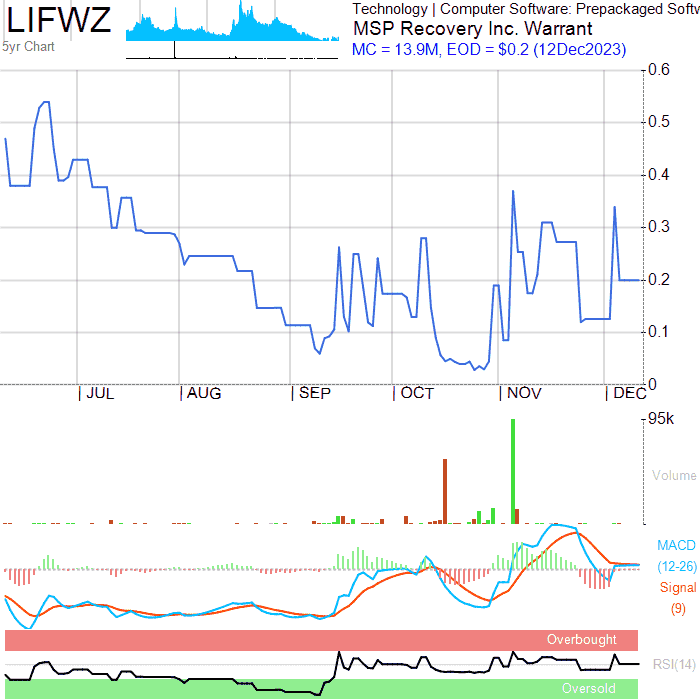 LIFWZ
5yr Chart
Technology | Computer Software: Prepackaged Softw
MSP Recovery Inc. Warrant
MC = 13.9M, EOD = $0.2 (12Dec2023)
0.6
0.5
0.4
0.3
0.2
0.1
0
| JUL | AUG | SEP | OCT | NOV | DEC
95k
Volume
MACD
(12-26)
Signal
(9)
Overbought
RSI(14)
Oversold